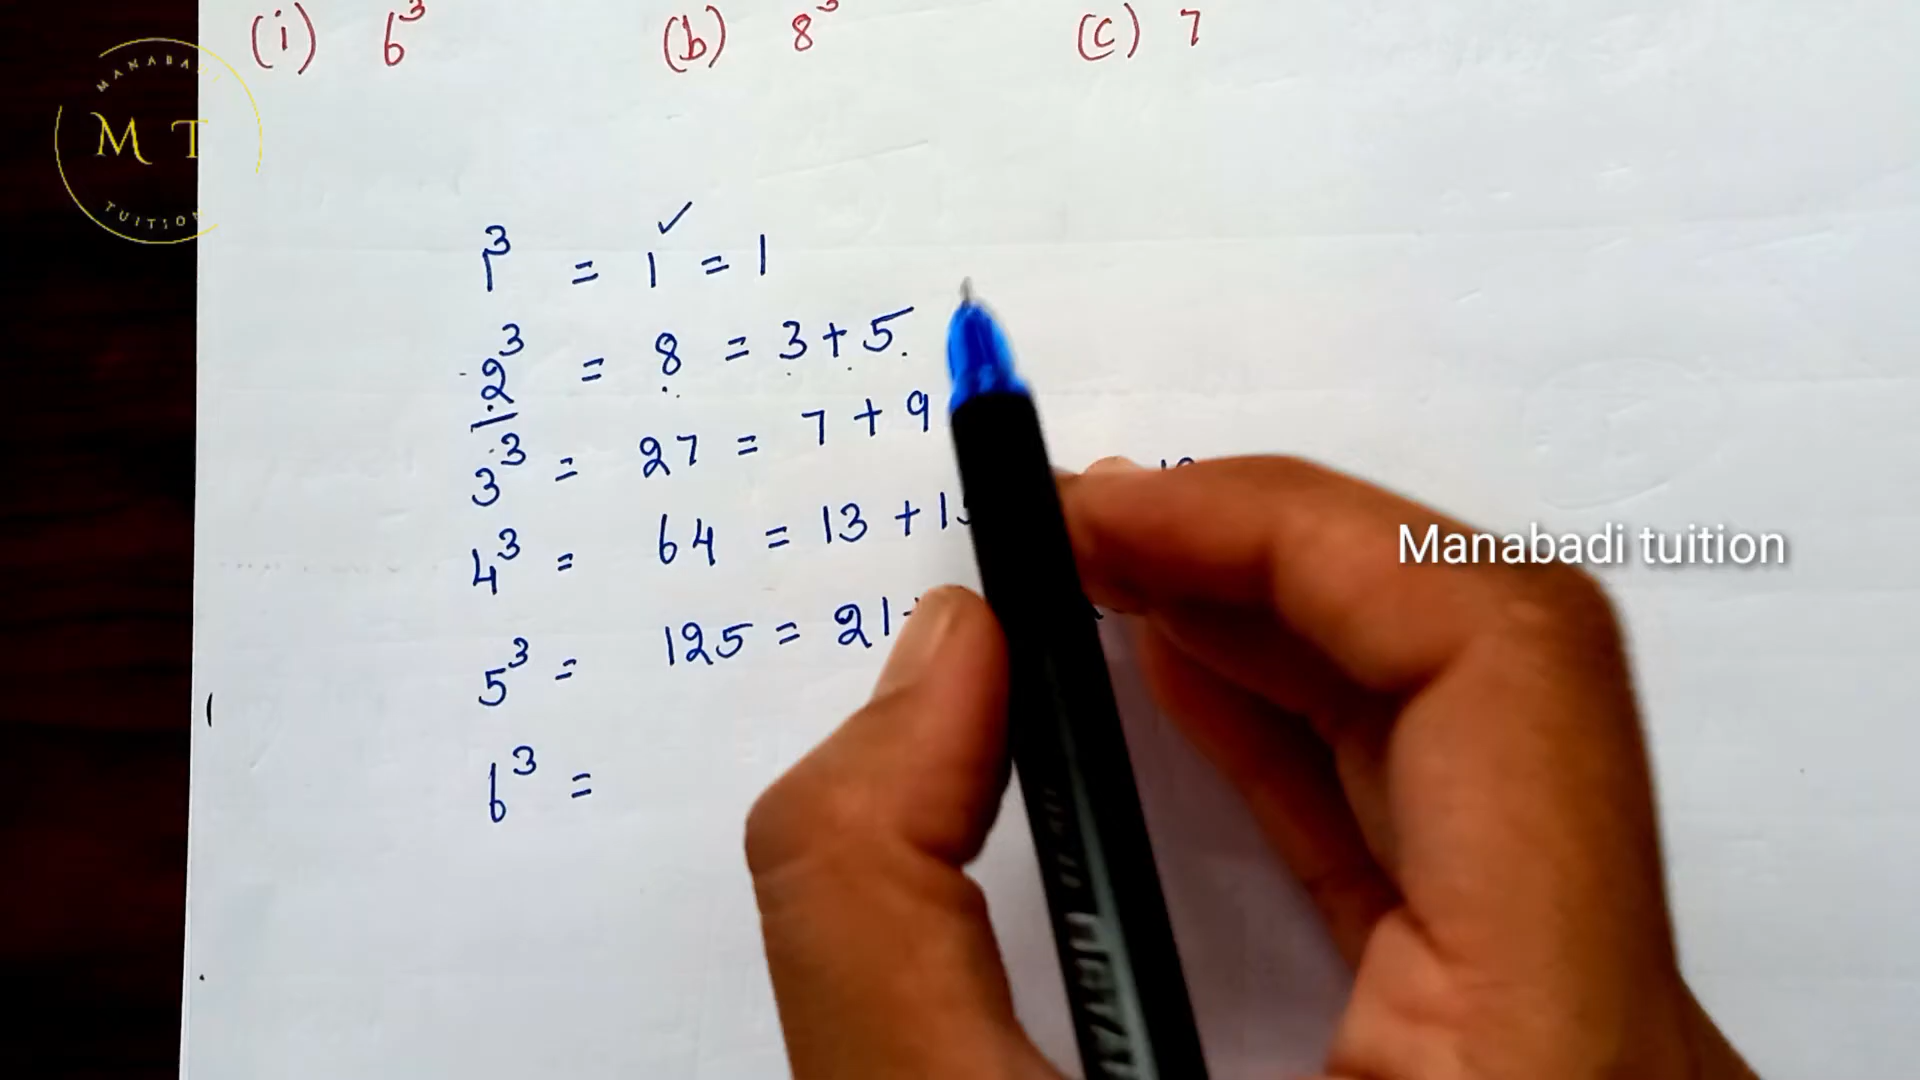 (i) 6³ (b) 8³ (c) 7
MANABA
M T
TUITION
1³ = 1 = 1
2³ = 8 = 3 + 5
3³ = 27 = 7 + 9
4³ = 64 = 13 + 1
5³ = 125 = 21 +
6³ =
Manabadi tuition